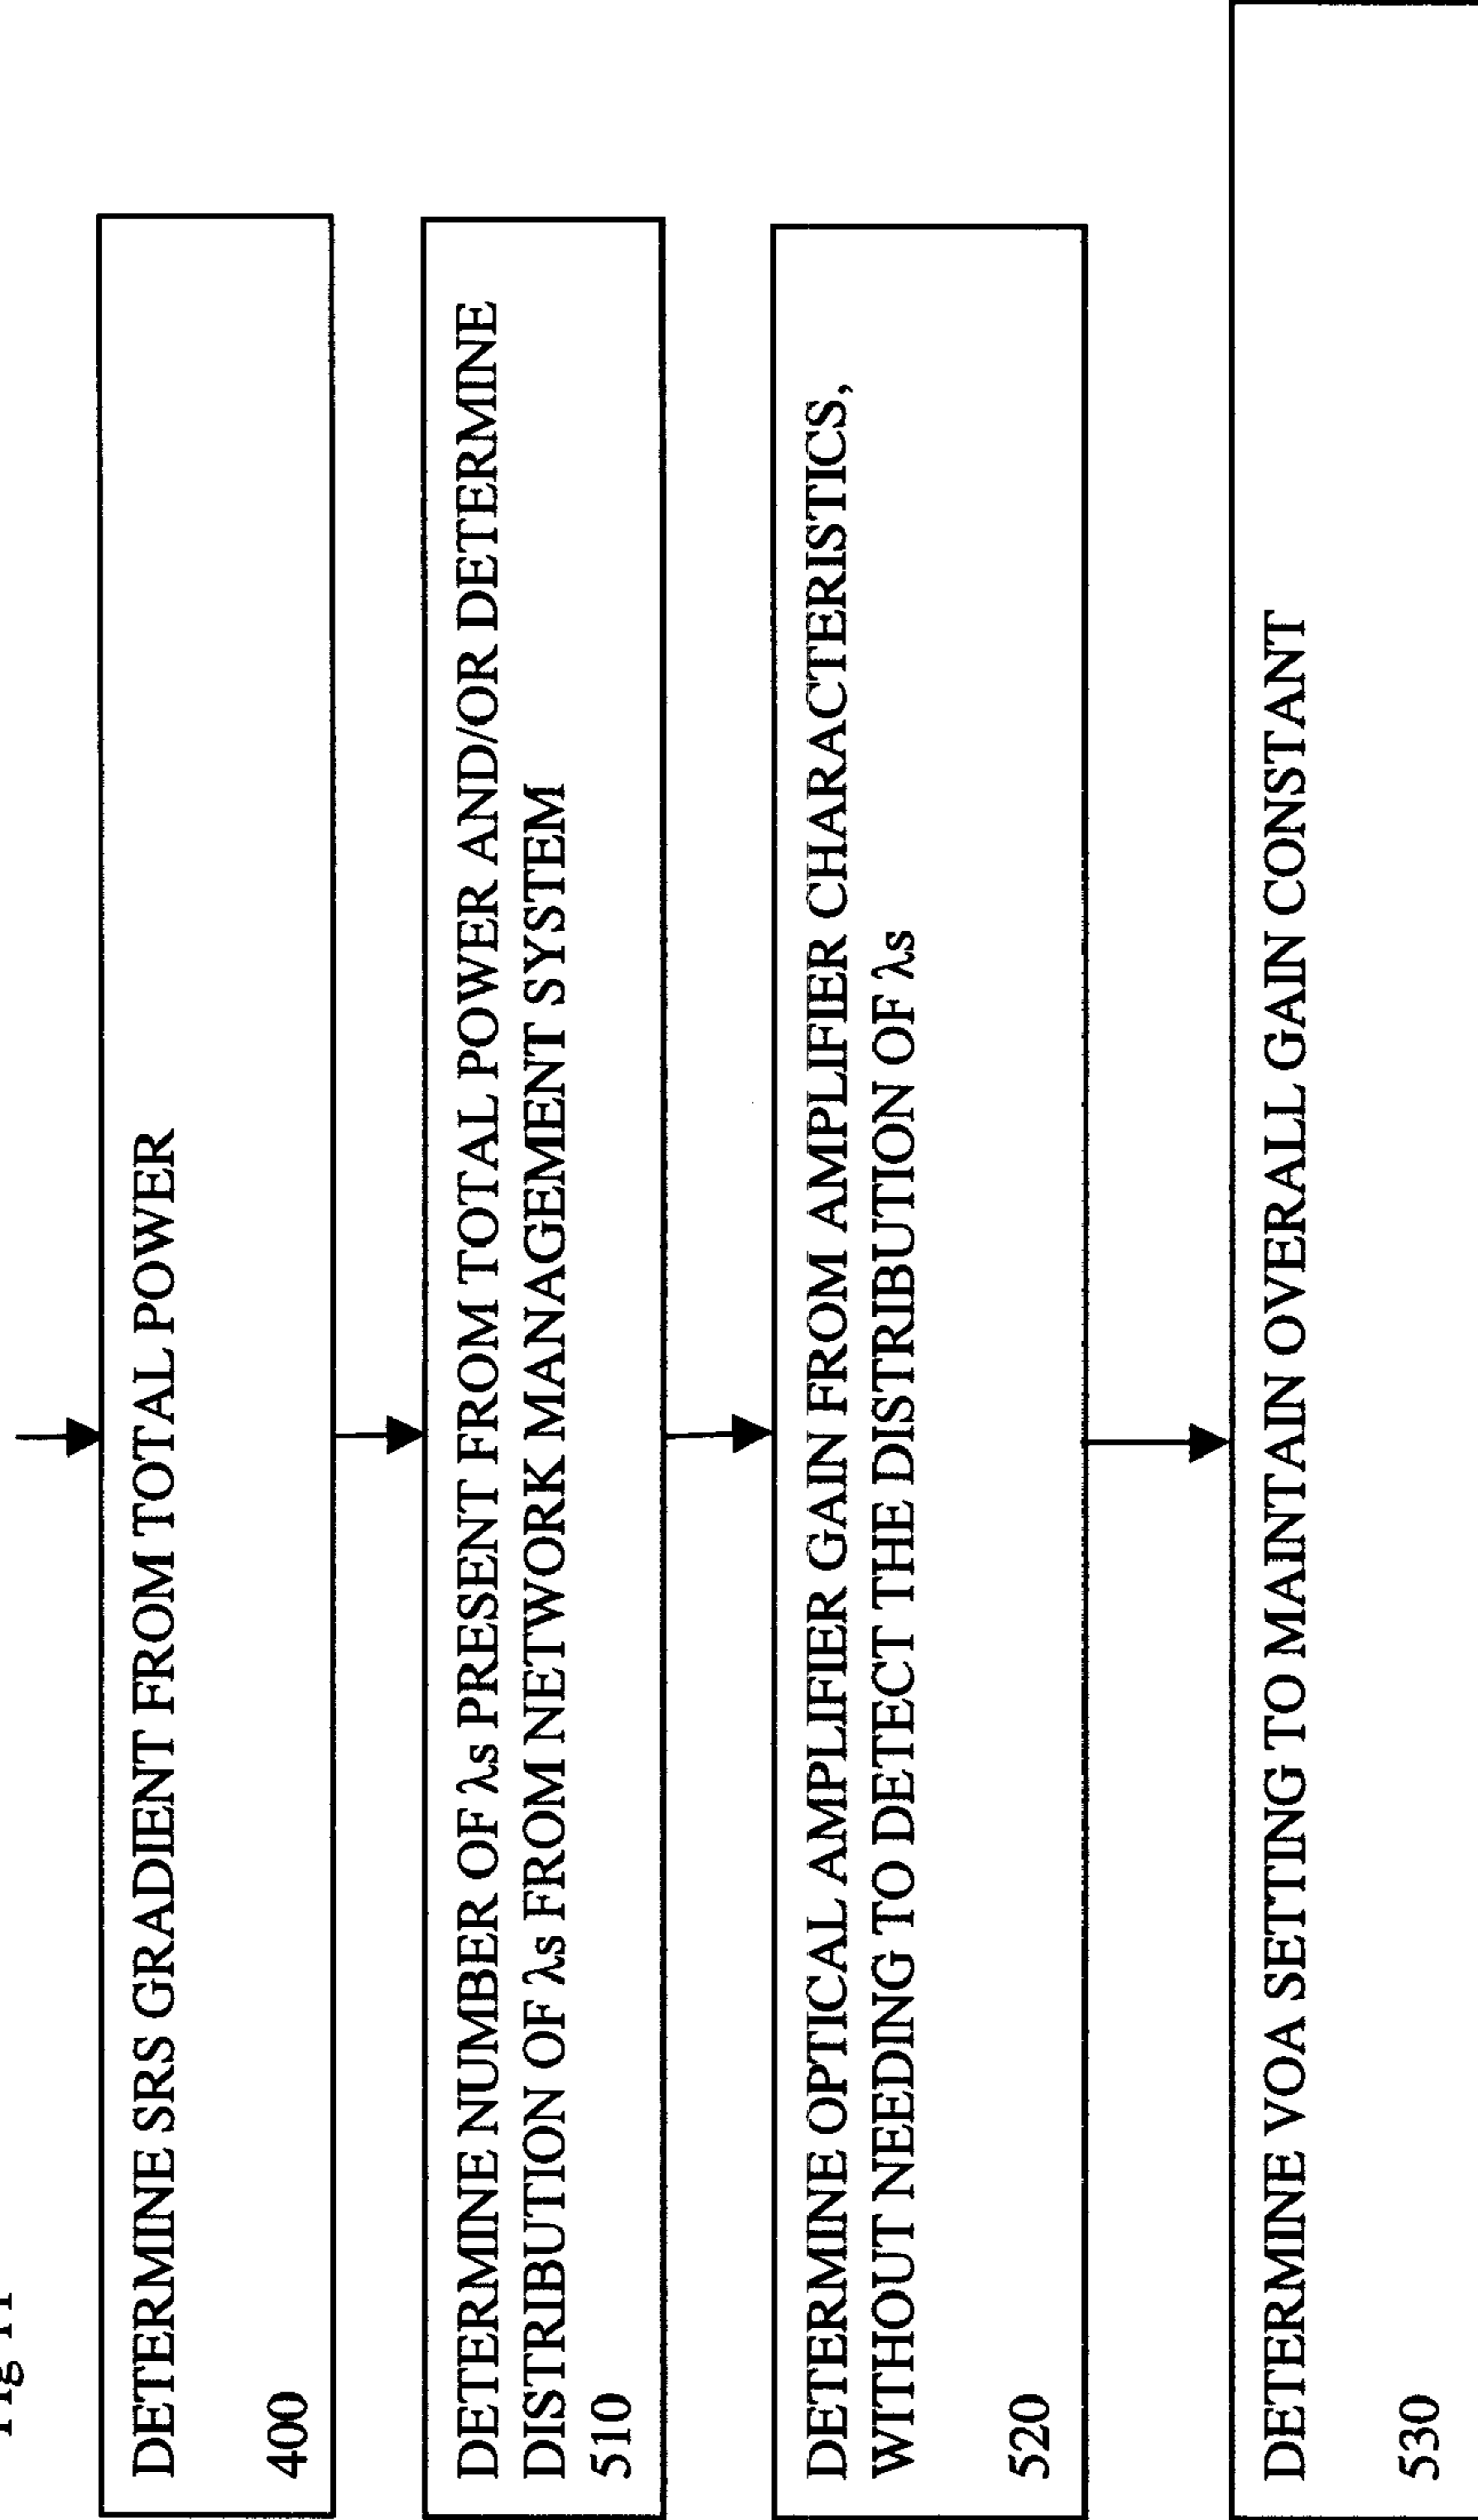 Fig 11
DETERMINE SRS GRADIENT FROM TOTAL POWER
400
DETERMINE NUMBER OF λs PRESENT FROM TOTAL POWER AND/OR DETERMINE
DISTRIBUTION OF λs FROM NETWORK MANAGEMENT SYSTEM
510
DETERMINE OPTICAL AMPLIFIER GAIN FROM AMPLIFIER CHARACTERISTICS,
WITHOUT NEEDING TO DETECT THE DISTRIBUTION OF λs
520
DETERMINE VOA SETTING TO MAINTAIN OVERALL GAIN CONSTANT
530